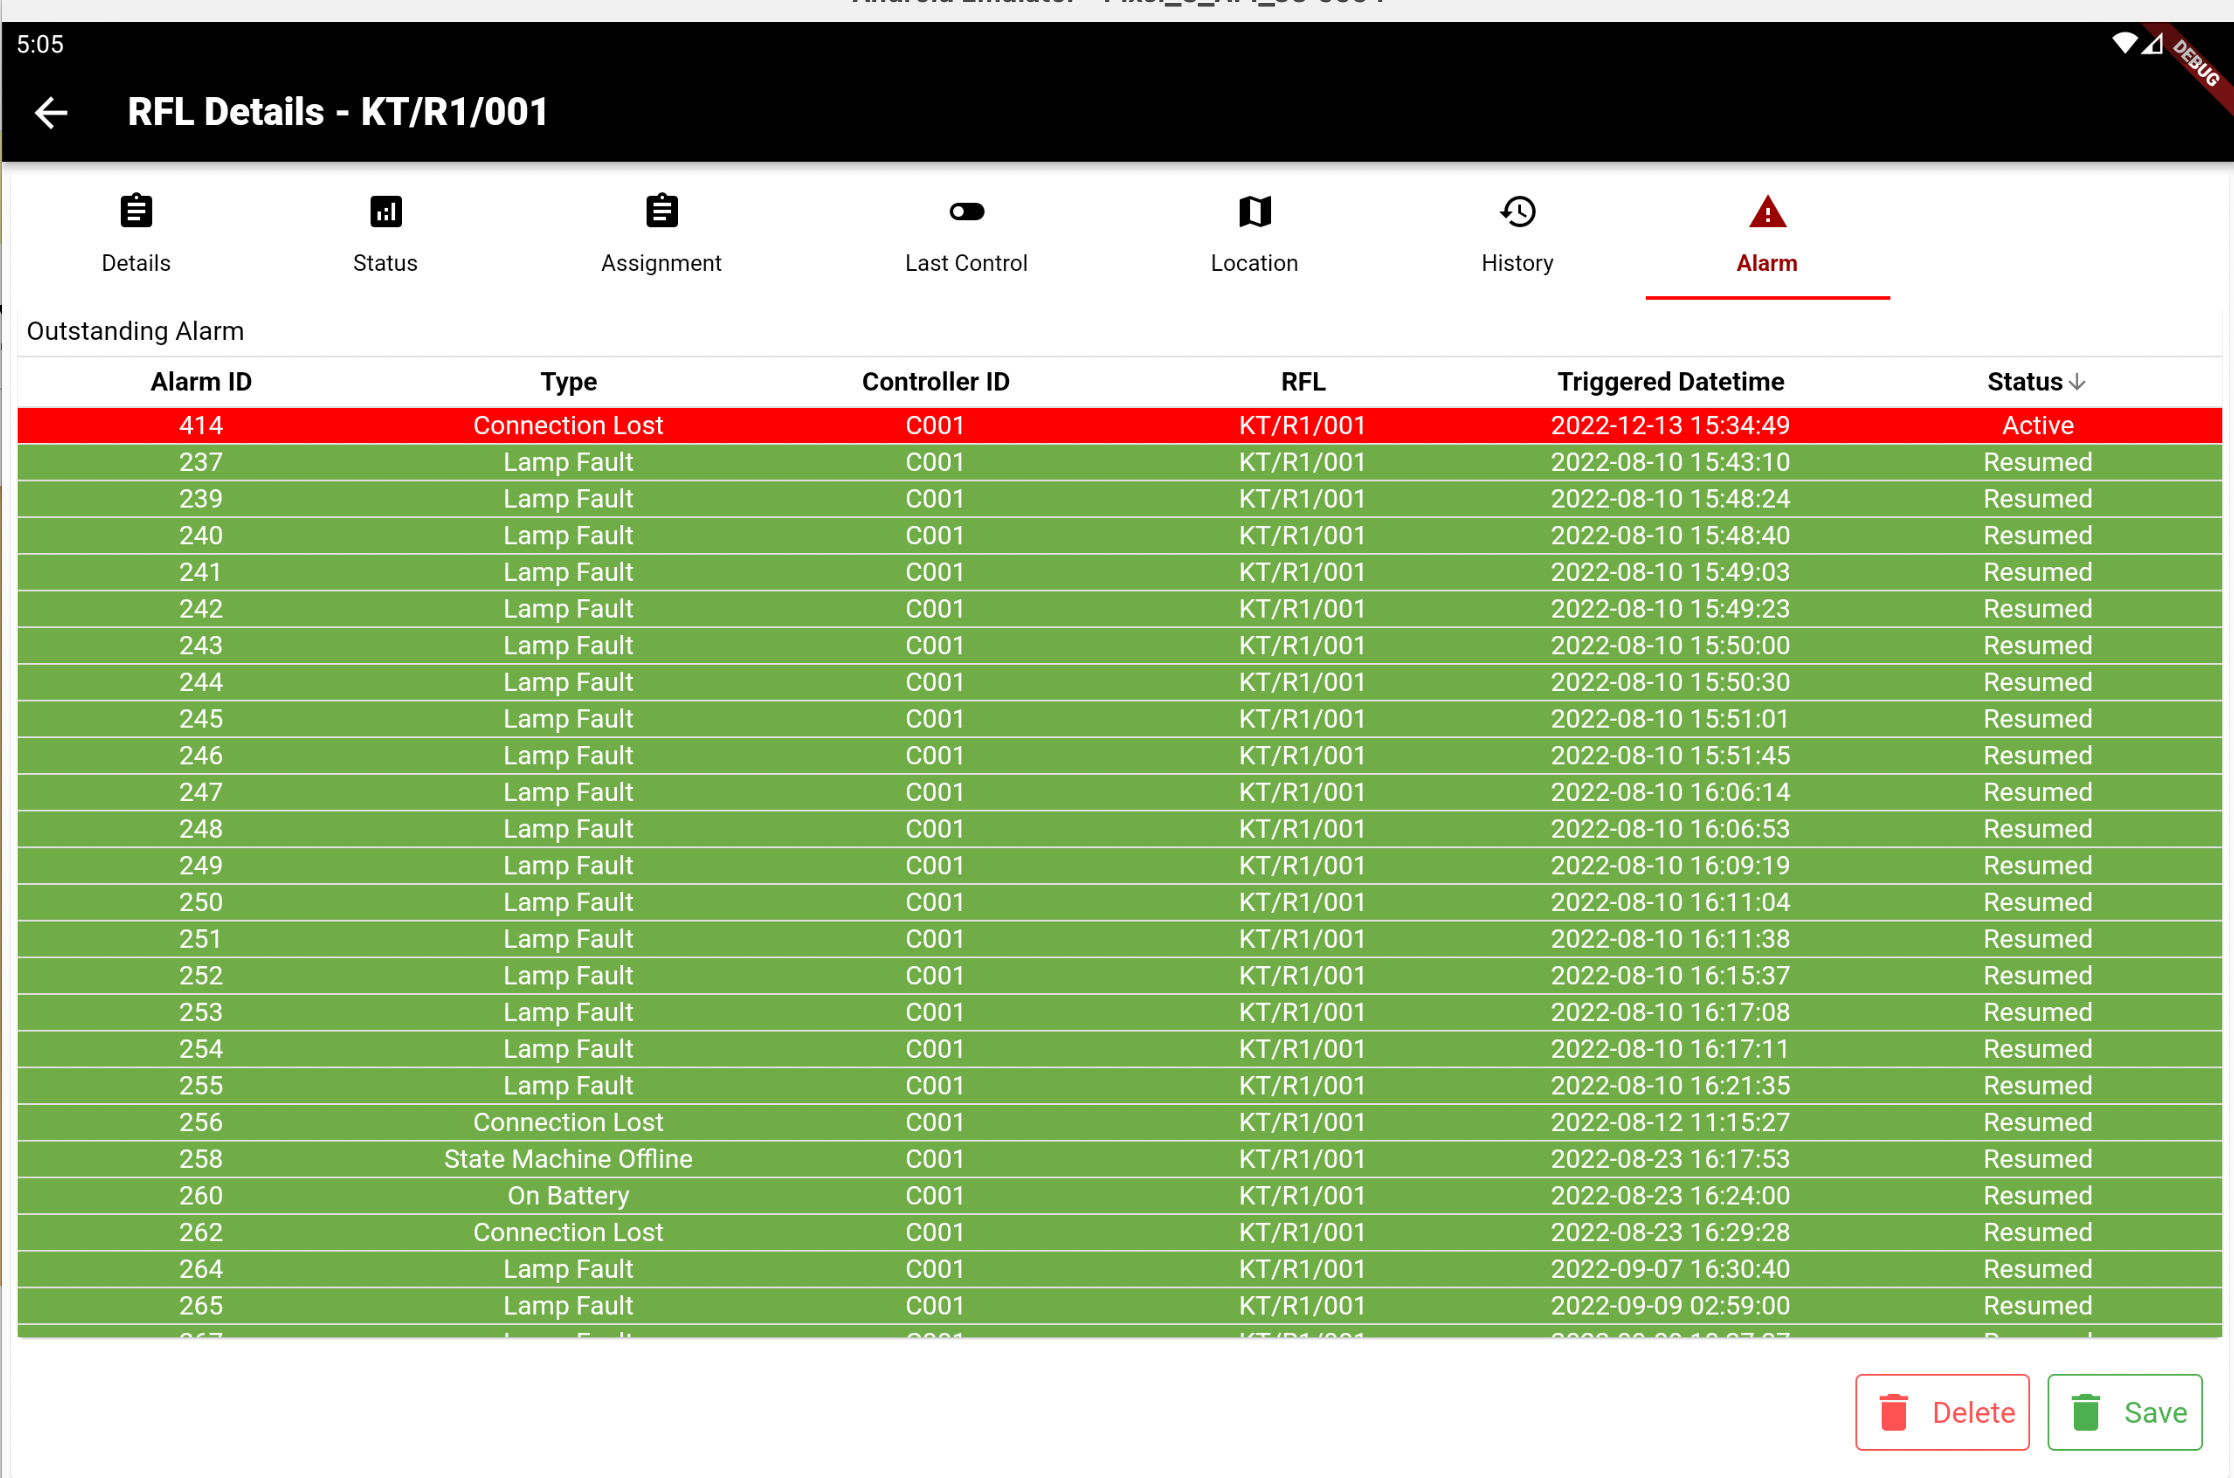 5:05
DEBUG
RFL Details - KT/R1/001
Details Status Assignment Last Control Location History Alarm
Outstanding Alarm
Alarm ID Type Controller ID RFL Triggered Datetime Status
414 Connection Lost C001 KT/R1/001 2022-12-13 15:34:49 Active
237 Lamp Fault C001 KT/R1/001 2022-08-10 15:43:10 Resumed
239 Lamp Fault C001 KT/R1/001 2022-08-10 15:48:24 Resumed
240 Lamp Fault C001 KT/R1/001 2022-08-10 15:48:40 Resumed
241 Lamp Fault C001 KT/R1/001 2022-08-10 15:49:03 Resumed
242 Lamp Fault C001 KT/R1/001 2022-08-10 15:49:23 Resumed
243 Lamp Fault C001 KT/R1/001 2022-08-10 15:50:00 Resumed
244 Lamp Fault C001 KT/R1/001 2022-08-10 15:50:30 Resumed
245 Lamp Fault C001 KT/R1/001 2022-08-10 15:51:01 Resumed
246 Lamp Fault C001 KT/R1/001 2022-08-10 15:51:45 Resumed
247 Lamp Fault C001 KT/R1/001 2022-08-10 16:06:14 Resumed
248 Lamp Fault C001 KT/R1/001 2022-08-10 16:06:53 Resumed
249 Lamp Fault C001 KT/R1/001 2022-08-10 16:09:19 Resumed
250 Lamp Fault C001 KT/R1/001 2022-08-10 16:11:04 Resumed
251 Lamp Fault C001 KT/R1/001 2022-08-10 16:11:38 Resumed
252 Lamp Fault C001 KT/R1/001 2022-08-10 16:15:37 Resumed
253 Lamp Fault C001 KT/R1/001 2022-08-10 16:17:08 Resumed
254 Lamp Fault C001 KT/R1/001 2022-08-10 16:17:11 Resumed
255 Lamp Fault C001 KT/R1/001 2022-08-10 16:21:35 Resumed
256 Connection Lost C001 KT/R1/001 2022-08-12 11:15:27 Resumed
258 State Machine Offline C001 KT/R1/001 2022-08-23 16:17:53 Resumed
260 On Battery C001 KT/R1/001 2022-08-23 16:24:00 Resumed
262 Connection Lost C001 KT/R1/001 2022-08-23 16:29:28 Resumed
264 Lamp Fault C001 KT/R1/001 2022-09-07 16:30:40 Resumed
265 Lamp Fault C001 KT/R1/001 2022-09-09 02:59:00 Resumed
Delete Save